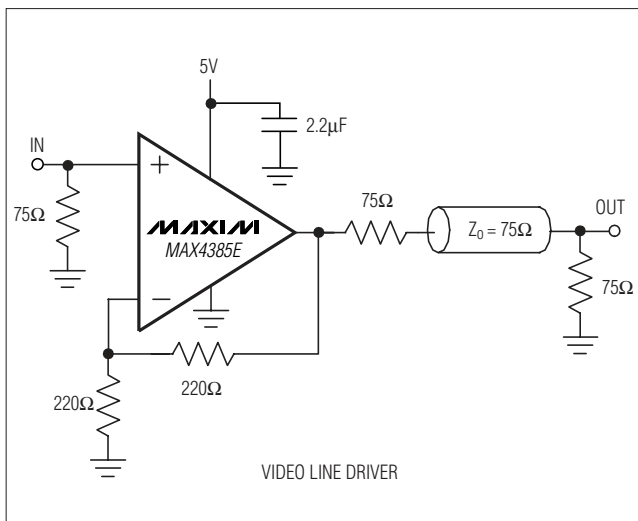 5V
2.2µF
IN
+
75Ω
MAXIM
MAX4385E
−
75Ω
Z₀ = 75Ω
OUT
75Ω
220Ω
220Ω
VIDEO LINE DRIVER